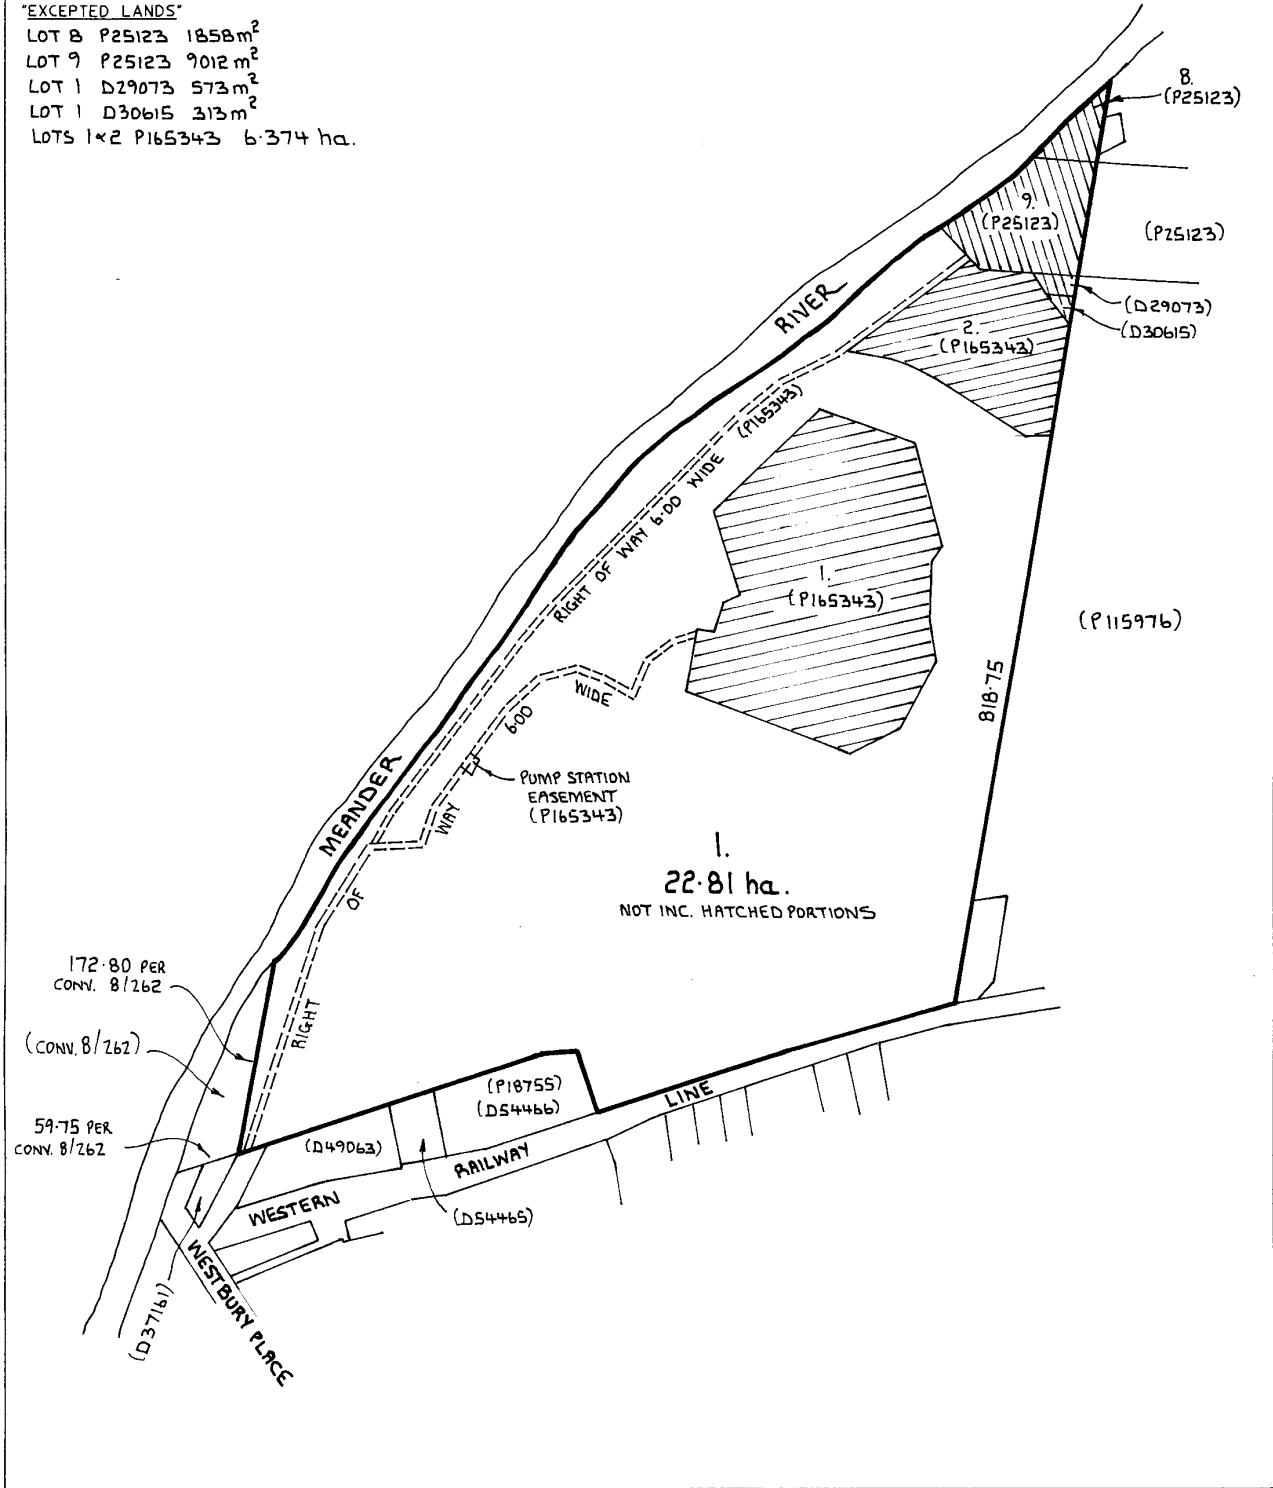 "EXCEPTED LANDS"
LOT 8 P25123 1858m²
LOT 9 P25123 9012m²
LOT 1 D29073 573m²
LOT 1 D30615 313m²
LOTS 1&2 P165343 6·374 ha.
8.
(P25123)
9.
(P25123)
(P25123)
(D29073)
(D30615)
2.
(P165343)
MEANDER RIVER
RIGHT OF WAY 6·00 WIDE (P165343)
1.
(P165343)
(P115976)
818·75
RIGHT OF WAY 6·00 WIDE
PUMP STATION
EASEMENT
(P165343)
1.
22·81 ha.
NOT INC. HATCHED PORTIONS
172·80 PER
CONV. 8/262
(CONV. 8/262)
59·75 PER
CONV. 8/262
(P18755)
(D54466)
(D49063)
(D54465)
WESTERN RAILWAY LINE
WESTBURY PLACE
(D37161)